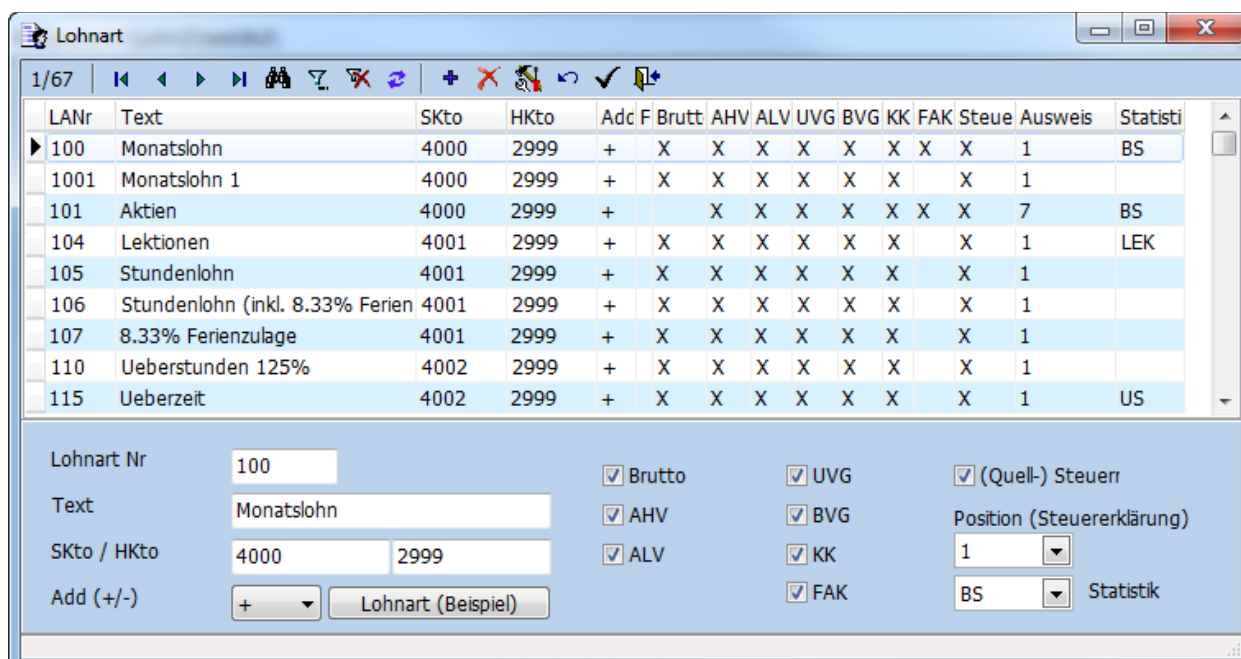 Lohnart
1/67
LANr Text SKto HKto Add F Brutt AHV ALV UVG BVG KK FAK Steue Ausweis Statisti
100 Monatslohn 4000 2999 + X X X X X X X X 1 BS
1001 Monatslohn 1 4000 2999 + X X X X X X X 1
101 Aktien 4000 2999 + X X X X X X X 7 BS
104 Lektionen 4001 2999 + X X X X X X X 1 LEK
105 Stundenlohn 4001 2999 + X X X X X X X 1
106 Stundenlohn (inkl. 8.33% Ferien 4001 2999 + X X X X X X X 1
107 8.33% Ferienzulage 4001 2999 + X X X X X X X 1
110 Ueberstunden 125% 4002 2999 + X X X X X X X 1
115 Ueberzeit 4002 2999 + X X X X X X X 1 US
Lohnart Nr 100 Brutto UVG (Quell-) Steuerr
Text Monatslohn AHV BVG Position (Steuererklärung)
SKto / HKto 4000 2999 ALV KK 1
Add (+/-) + Lohnart (Beispiel) FAK BS Statistik